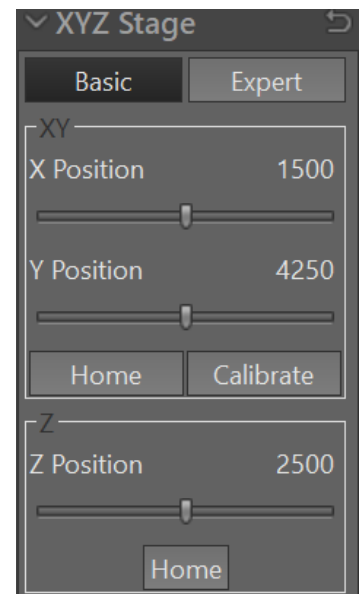 XYZ Stage
Basic Expert
XY
X Position 1500
Y Position 4250
Home Calibrate
Z
Z Position 2500
Home